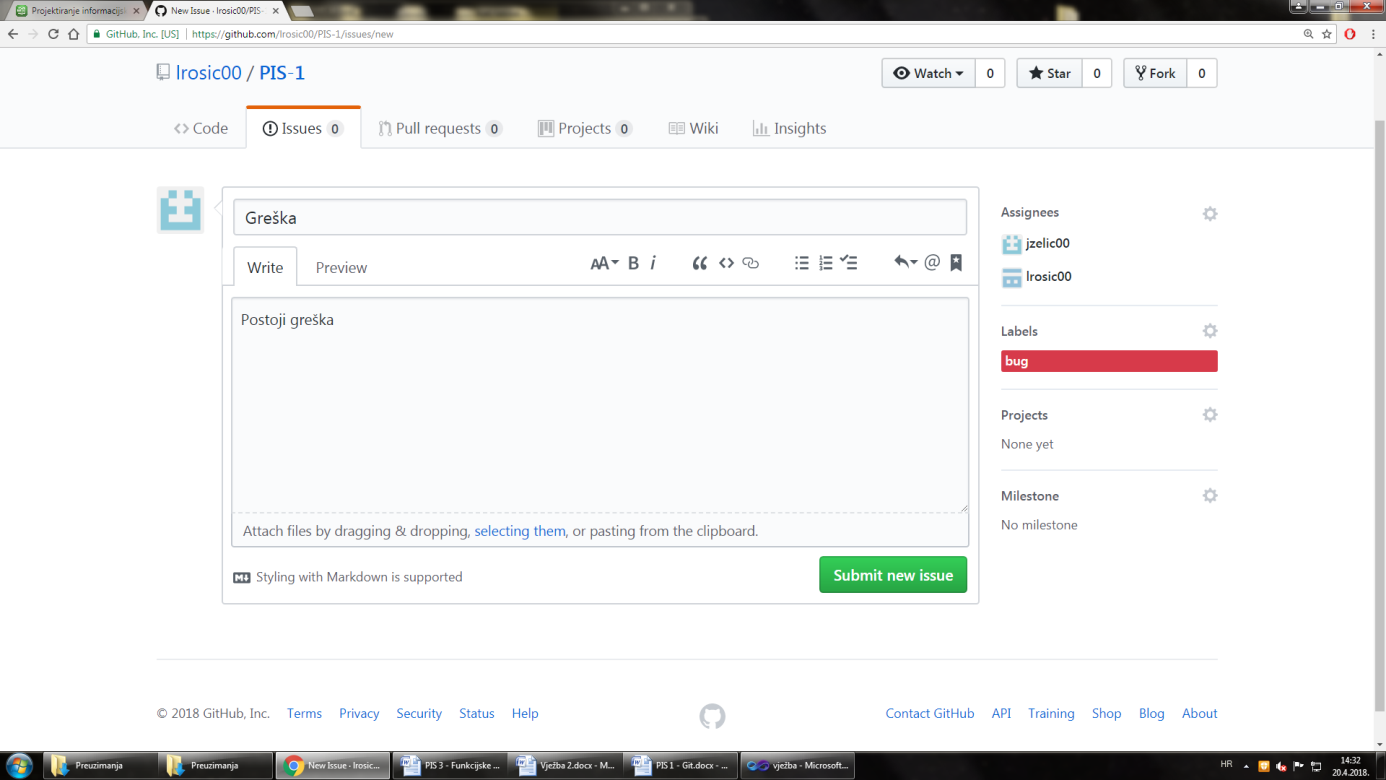 Projektiranje informacijsk
New Issue · lrosic00/PIS-
GitHub, Inc. [US] | https://github.com/lrosic00/PIS-1/issues/new
lrosic00 / PIS-1
Watch 0 Star 0 Fork 0
Code Issues 0 Pull requests 0 Projects 0 Wiki Insights
Greška
Write Preview
AA B i
Postoji greška
Attach files by dragging & dropping, selecting them, or pasting from the clipboard.
Styling with Markdown is supported
Submit new issue
Assignees
jzelic00
lrosic00
Labels
bug
Projects
None yet
Milestone
No milestone
© 2018 GitHub, Inc. Terms Privacy Security Status Help
Contact GitHub API Training Shop Blog About
Preuzimanja Preuzimanja New Issue · lrosic... PIS 3 - Funkcijske ... Vježba 2.docx - M... PIS 1 - Git.docx - ... vježba - Microsoft...
HR
14:32
20.4.2018.